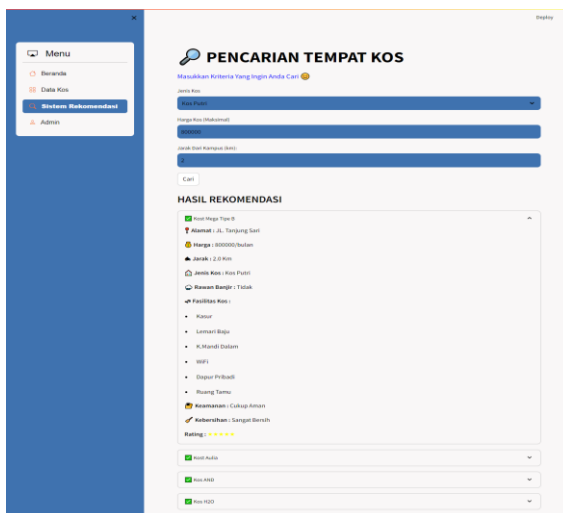 ×
Deploy
Menu
Beranda
Data Kos
Sistem Rekomendasi
Admin
🔎 PENCARIAN TEMPAT KOS
Masukkan Kriteria Yang Ingin Anda Cari 😊
Jenis Kos
Kos Putri
Harga Kos (Maksimal)
800000
Jarak Dari Kampus (km):
2
Cari
HASIL REKOMENDASI
✅ Kost Mega Tipe B
Alamat : JL. Tanjung Sari
Harga : 800000/bulan
Jarak : 2.0 Km
Jenis Kos : Kos Putri
Rawan Banjir : Tidak
Fasilitas Kos :
• Kasur
• Lemari Baju
• K.Mandi Dalam
• WiFi
• Dapur Pribadi
• Ruang Tamu
Keamanan : Cukup Aman
Kebersihan : Sangat Bersih
Rating : ★★★★★
✅ Kost Aulia
✅ Kos AND
✅ Kos H2O